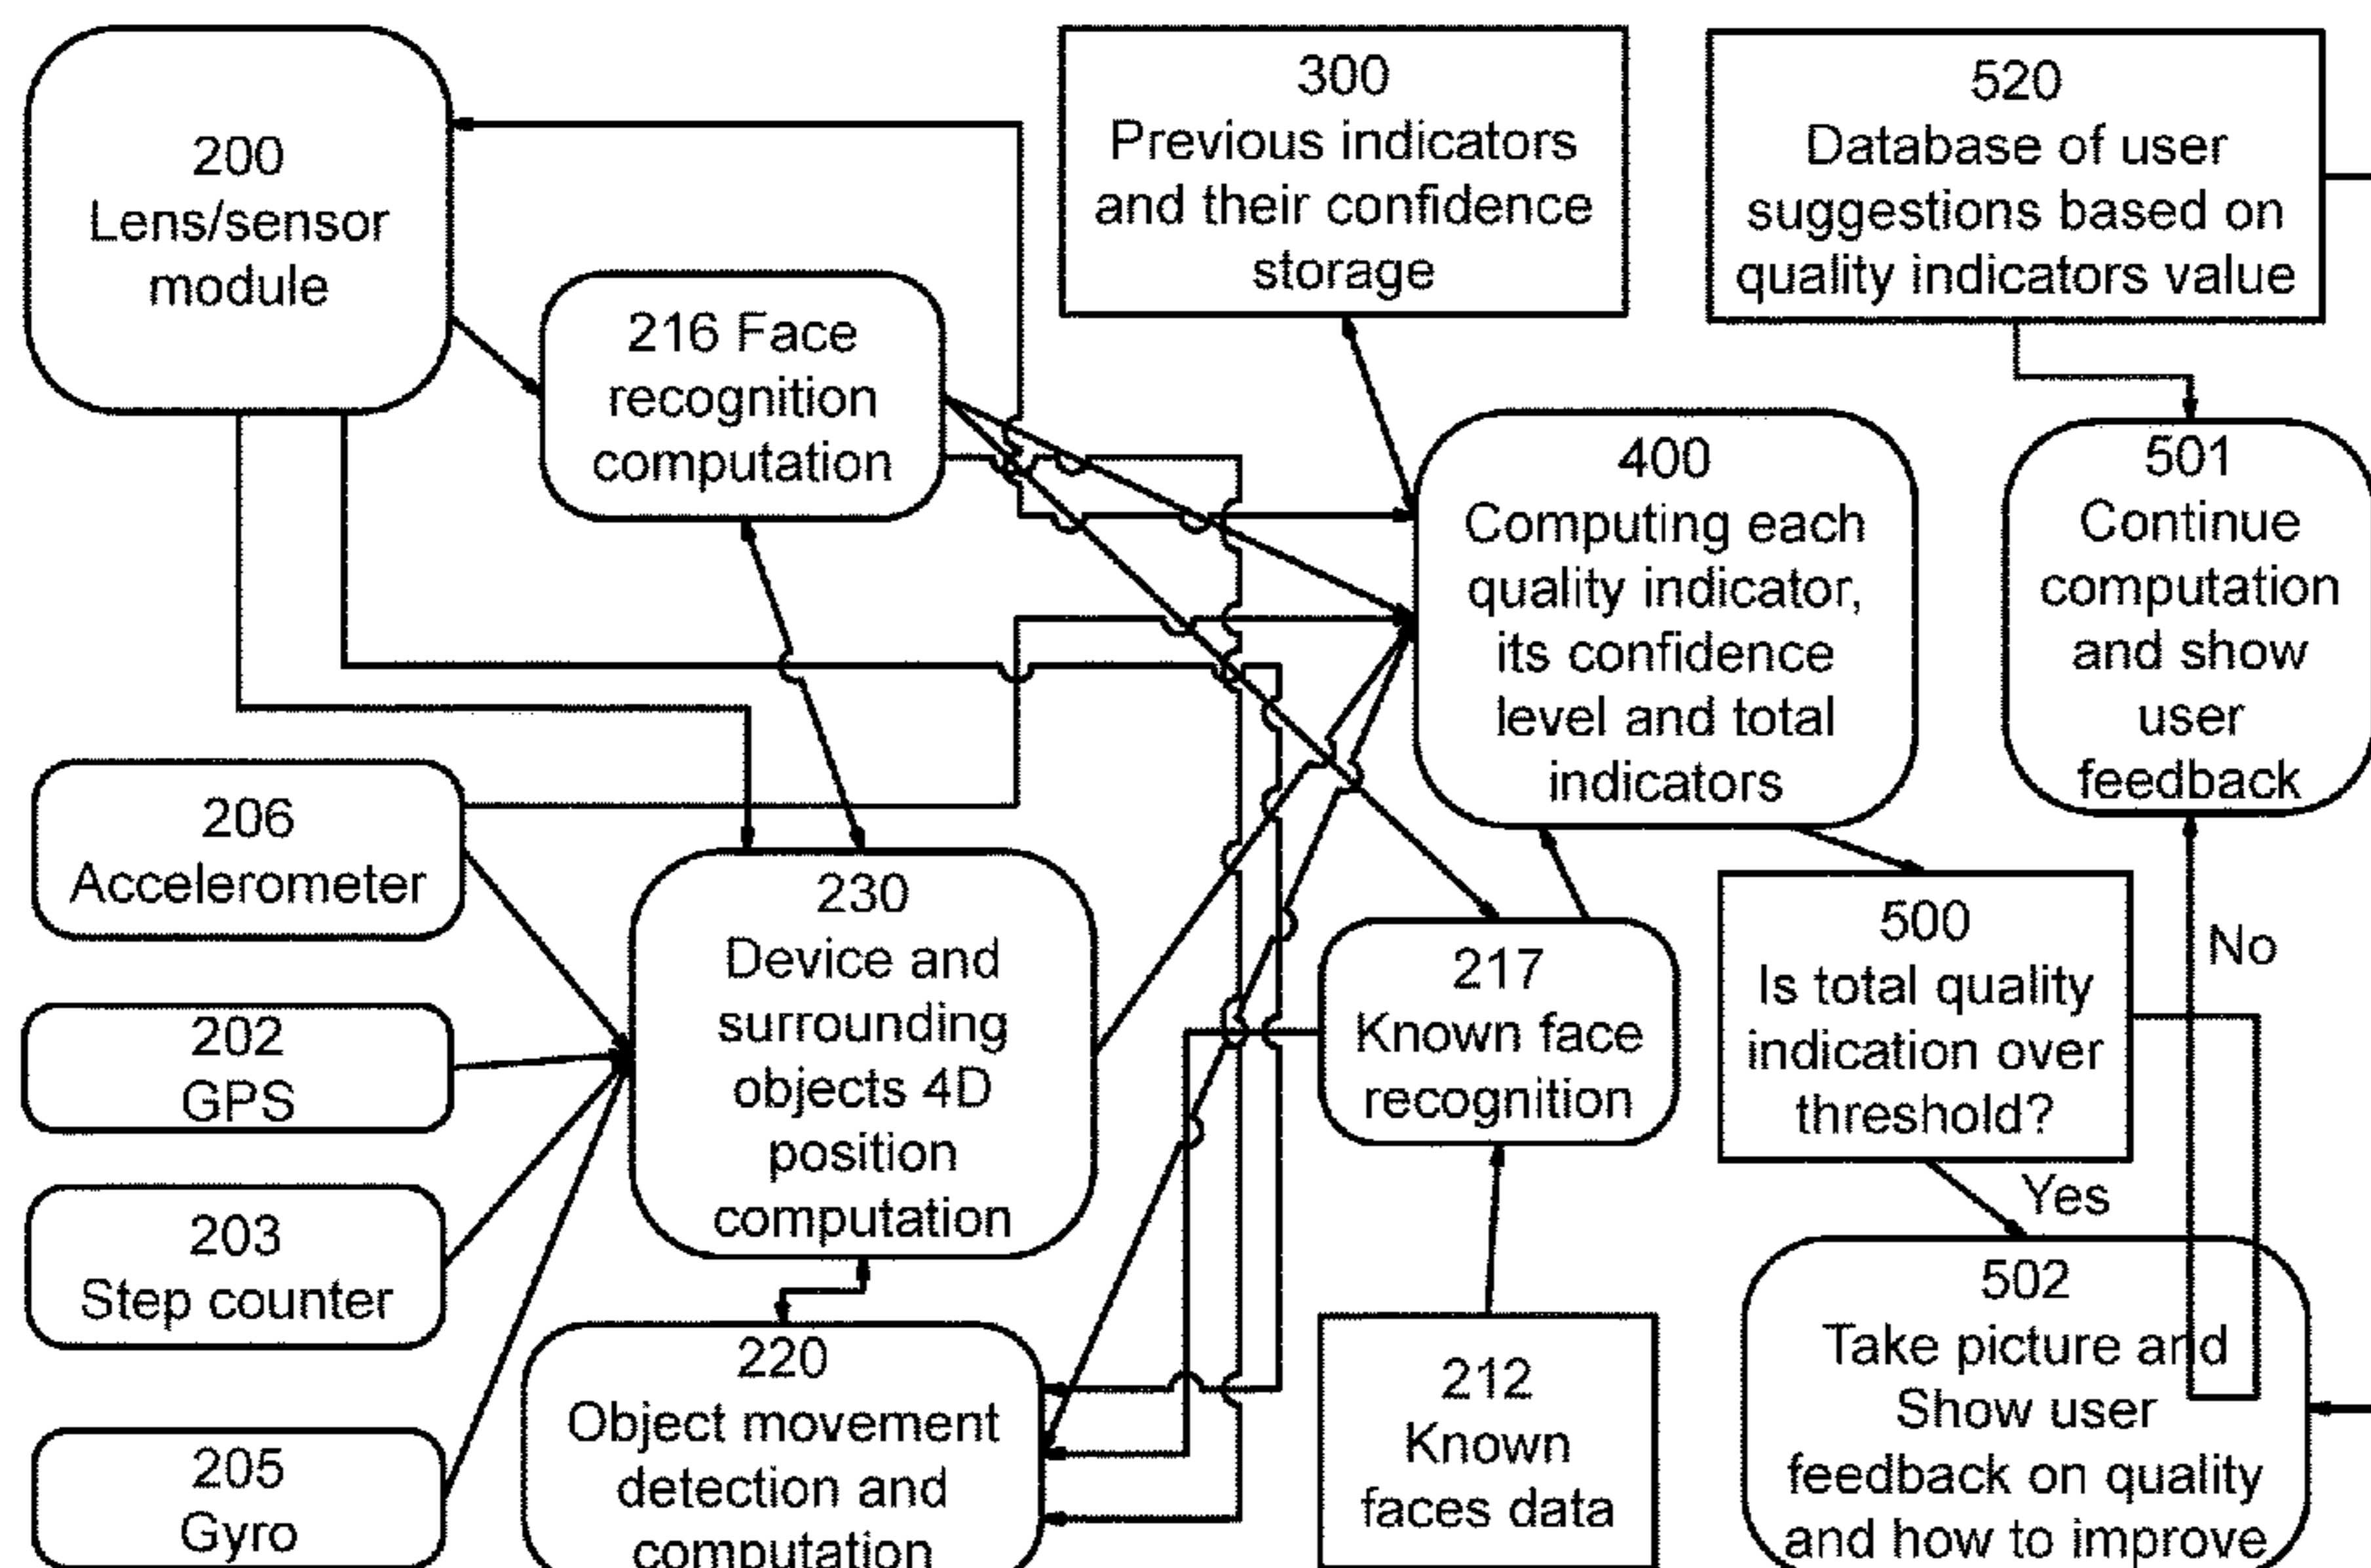 200
Lens/sensor
module
216 Face
recognition
computation
300
Previous indicators
and their confidence
storage
520
Database of user
suggestions based on
quality indicators value
400
Computing each
quality indicator,
its confidence
level and total
indicators
501
Continue
computation
and show
user
feedback
206
Accelerometer
202
GPS
203
Step counter
205
Gyro
230
Device and
surrounding
objects 4D
position
computation
220
Object movement
detection and
computation
217
Known face
recognition
212
Known
faces data
500
Is total quality
indication over
threshold?
No
Yes
502
Take picture and
Show user
feedback on quality
and how to improve